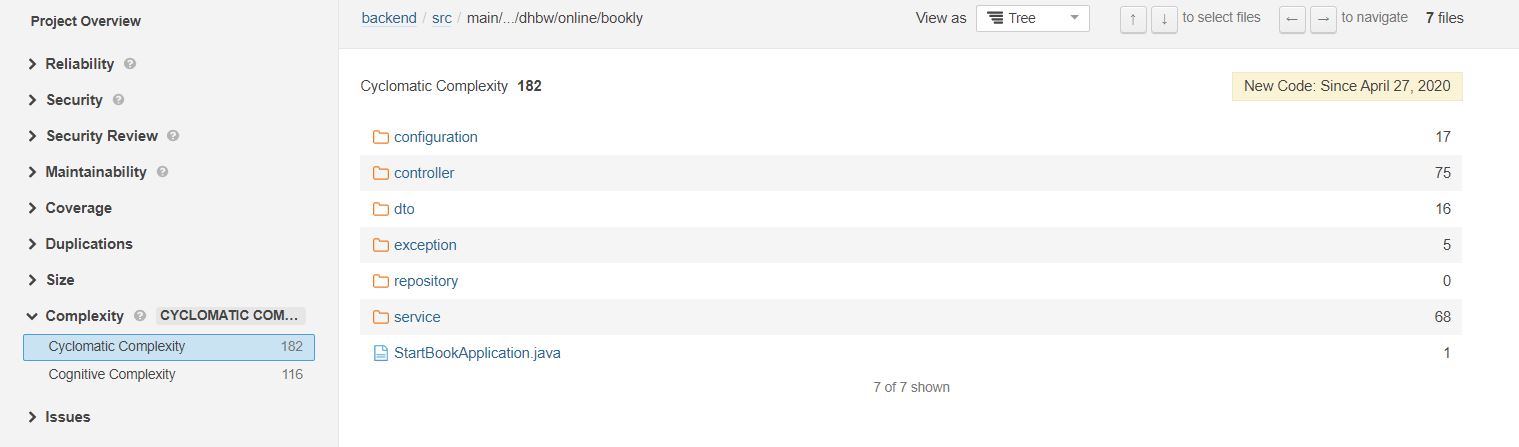 Project Overview
Reliability
Security
Security Review
Maintainability
Coverage
Duplications
Size
Complexity CYCLOMATIC COM...
Cyclomatic Complexity 182
Cognitive Complexity 116
Issues
backend / src / main/.../dhbw/online/bookly
View as Tree ↑ ↓ to select files ← → to navigate 7 files
Cyclomatic Complexity 182
New Code: Since April 27, 2020
configuration 17
controller 75
dto 16
exception 5
repository 0
service 68
StartBookApplication.java 1
7 of 7 shown